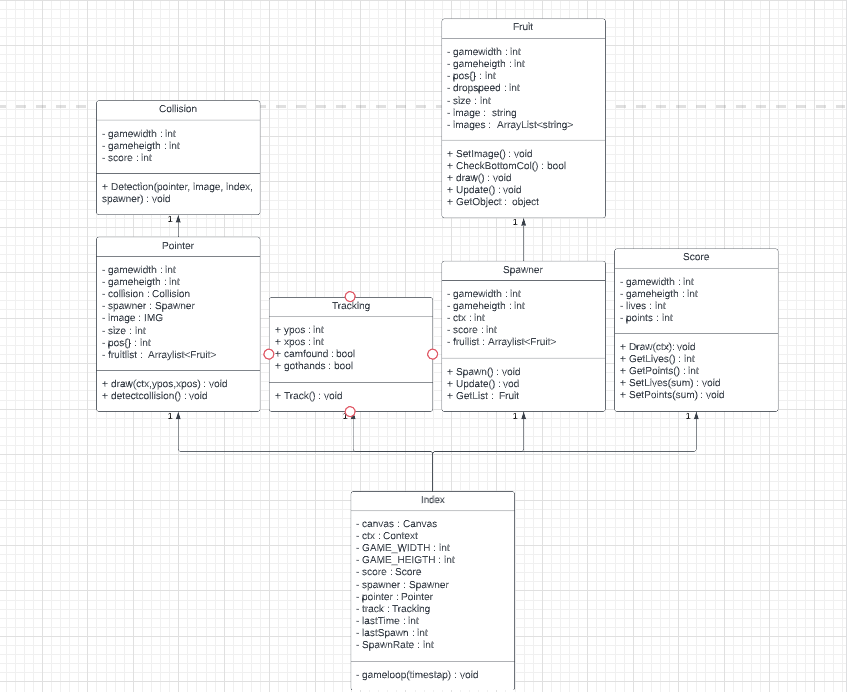 Fruit
- gamewidth : int
- gameheigth : int
- pos{} : int
- dropspeed : int
- size : int
- image :  string
- images :  ArrayList<string>
+ SetImage() : void
+ CheckBottomCol() : bool
+ draw() : void
+ Update() : void
+ GetObject :  object
1
Collision
- gamewidth : int
- gameheigth : int
- score : int
+ Detection(pointer, image, index,
spawner) : void
1
Pointer
- gamewidth : int
- gameheigth : int
- collision : Collision
- spawner : Spawner
- image : IMG
- size : int
- pos{} : int
- fruitlist :  Arraylist<Fruit>
+ draw(ctx,ypos,xpos) : void
+ detectcollision() : void
1
Tracking
+ ypos : int
+ xpos : int
+ camfound : bool
+ gothands : bool
+ Track() : void
1
Spawner
- gamewidth : int
- gameheigth : int
- ctx : int
- score : int
- fruilist : Arraylist<Fruit>
+ Spawn() : void
+ Update() : vod
+ GetList :  Fruit
1
Score
- gamewidth : int
- gameheigth : int
- lives : int
- points : int
+ Draw(ctx): void
+ GetLives() : int
+ GetPoints() : int
+ SetLives(sum) : void
+ SetPoints(sum) : void
1
Index
- canvas : Canvas
- ctx : Context
- GAME_WIDTH : int
- GAME_HEIGTH : int
- score : Score
- spawner : Spawner
- pointer : Pointer
- track : Tracking
- lastTime : int
- lastSpawn : int
- SpawnRate : int
- gameloop(timestap) : void